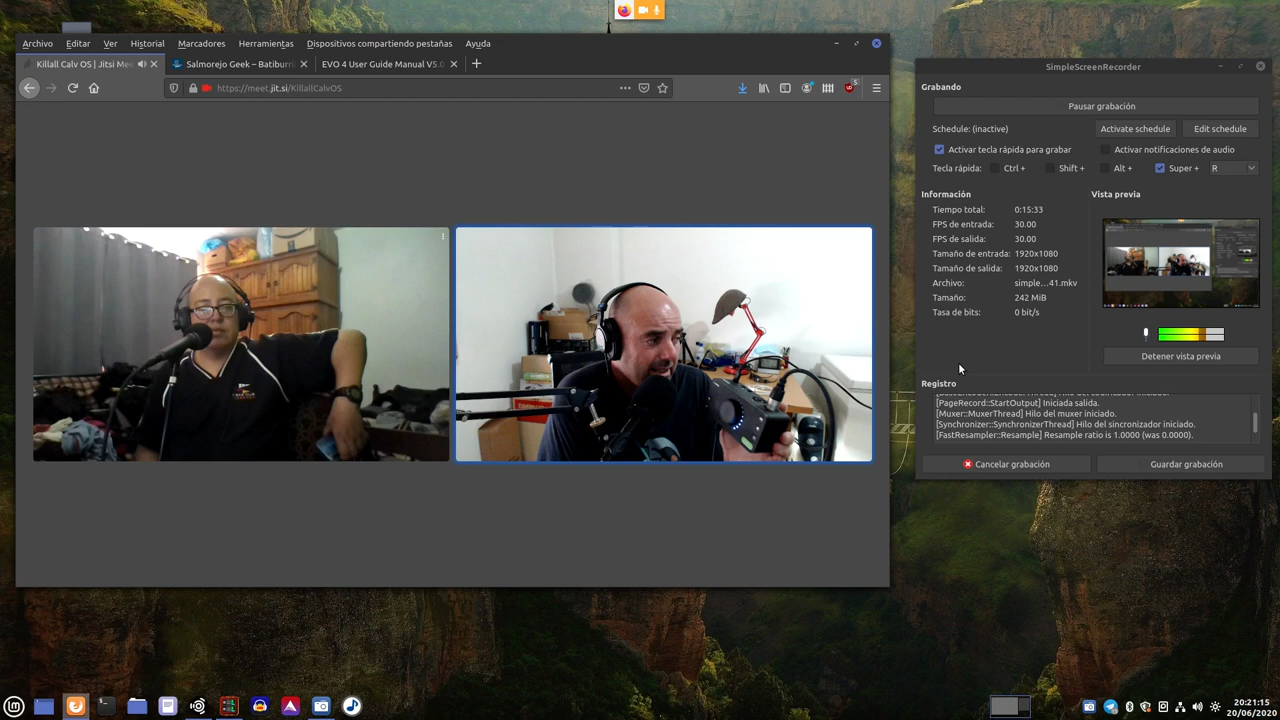 Archivo Editar Ver Historial Marcadores Herramientas Dispositivos compartiendo pestañas Ayuda
Killall Calv OS | Jitsi Mee
Salmorejo Geek – Batiburri
EVO 4 User Guide Manual V5.0
https://meet.jit.si/KillallCalvOS
5
SimpleScreenRecorder
Grabando
Pausar grabación
Schedule: (inactive) Activate schedule Edit schedule
Activar tecla rápida para grabar Activar notificaciones de audio
Tecla rápida: Ctrl + Shift + Alt + Super + R
Información
Tiempo total: 0:15:33
FPS de entrada: 30.00
FPS de salida: 30.00
Tamaño de entrada: 1920x1080
Tamaño de salida: 1920x1080
Archivo: simple...41.mkv
Tamaño: 242 MiB
Tasa de bits: 0 bit/s
Vista previa
Detener vista previa
Registro
[PageRecord::StartOutput] Iniciada salida.
[Muxer::MuxerThread] Hilo del muxer iniciado.
[Synchronizer::SynchronizerThread] Hilo del sincronizador iniciado.
[FastResampler::Resample] Resample ratio is 1.0000 (was 0.0000).
Cancelar grabación Guardar grabación
20:21:15
20/06/2020